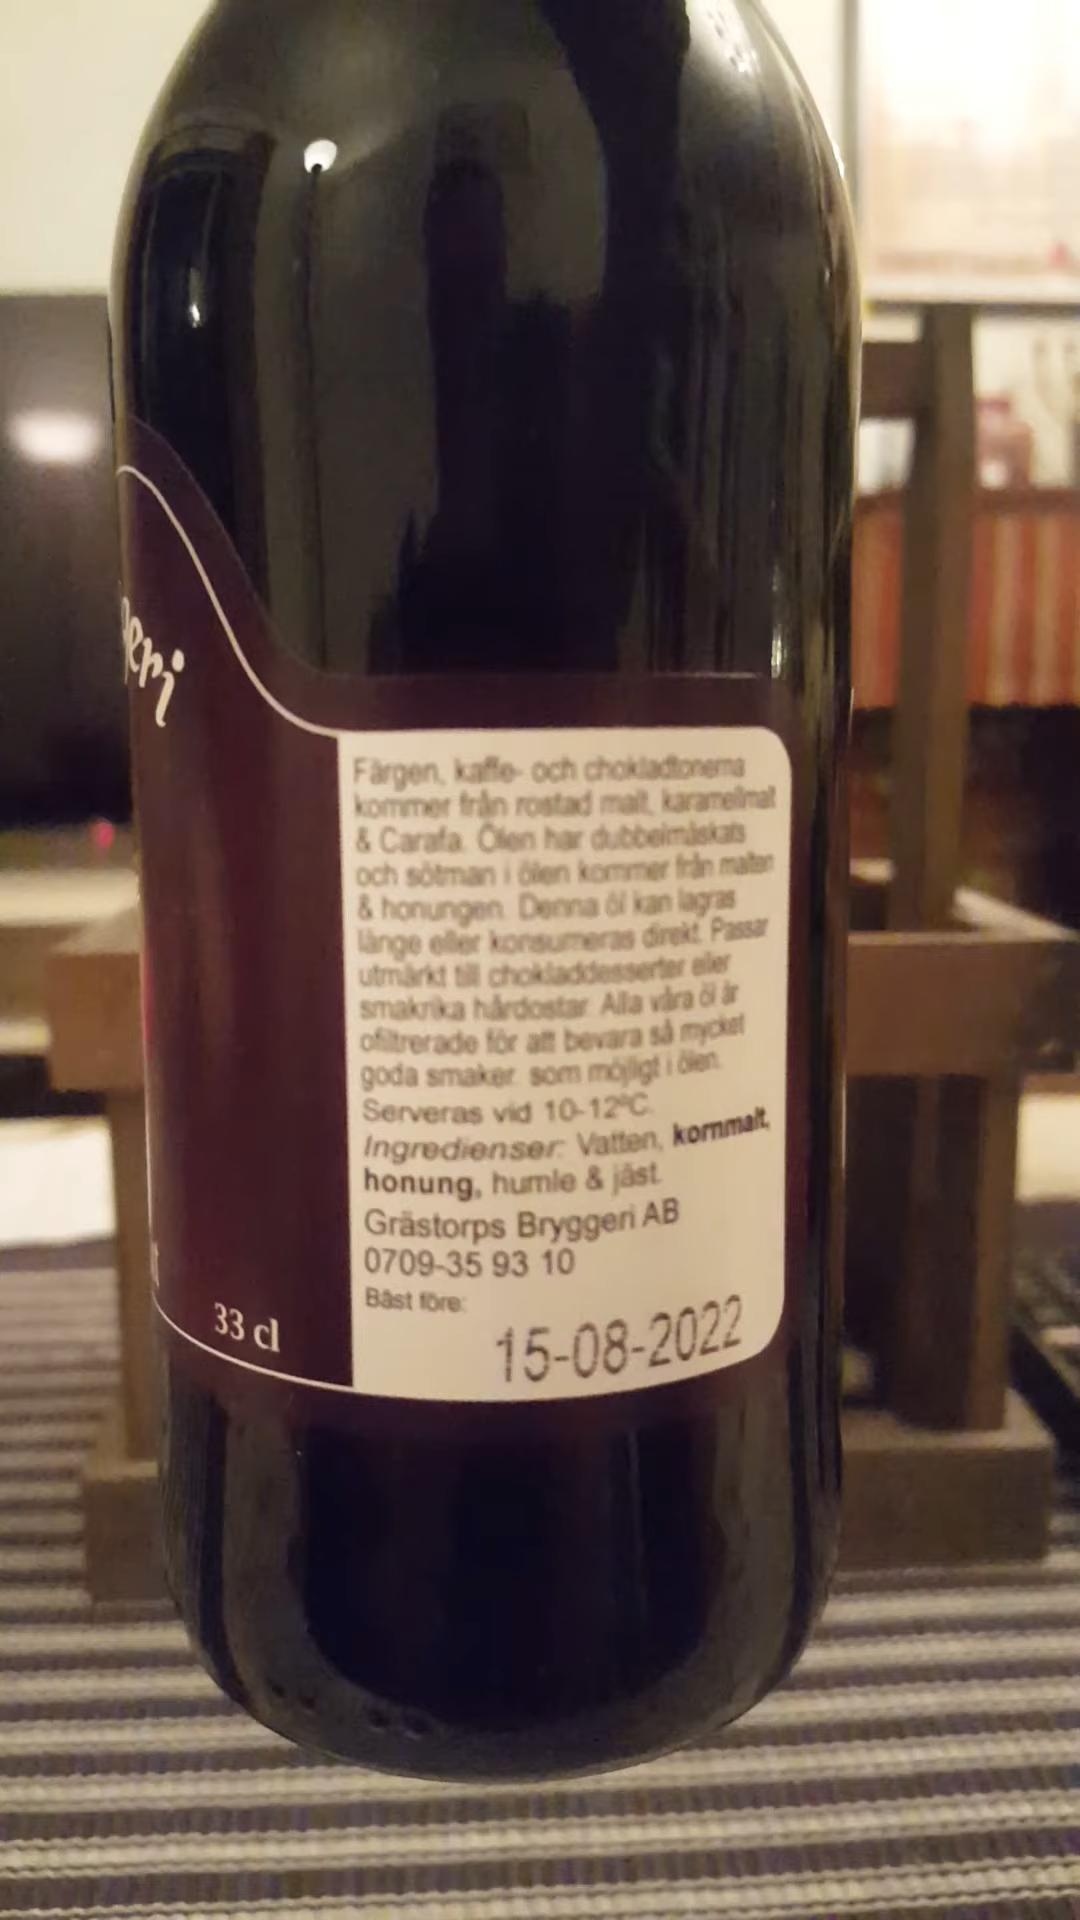 geri
Färgen, kaffe- och chokladtonerna
kommer från rostad malt, karamellmalt
& Carafa. Ölen har dubbelmäskats
och sötman i ölen kommer från malten
& honungen. Denna öl kan lagras
länge eller konsumeras direkt. Passar
utmärkt till chokladdesserter eller
smakrika hårdostar. Alla våra öl är
ofiltrerade för att bevara så mycket
goda smaker. som möjligt i ölen.
Serveras vid 10-12°C.
Ingredienser: Vatten, kornmalt,
honung, humle & jäst.
Grästorps Bryggeri AB
0709-35 93 10
Bäst före:
15-08-2022
33 cl